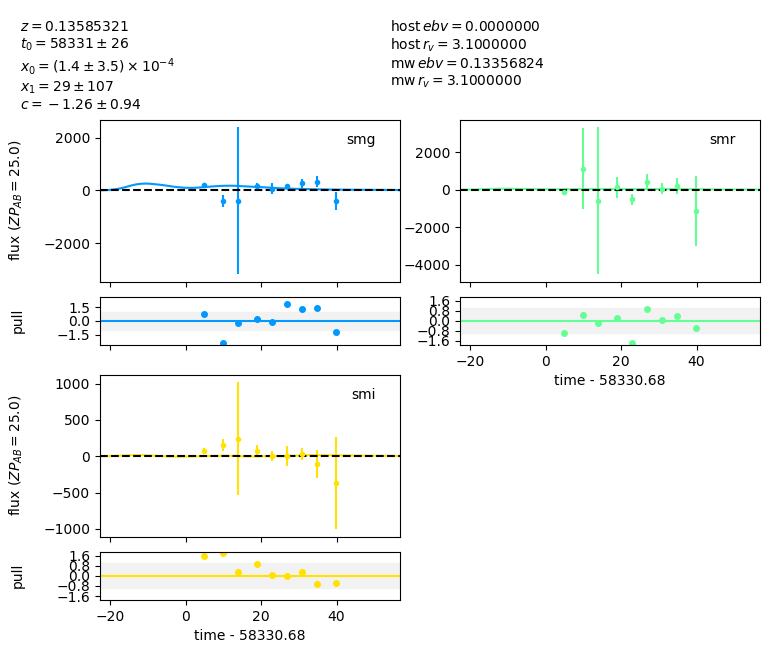 z = 0.13585321
t₀ = 58331 ± 26
x₀ = (1.4 ± 3.5) × 10⁻⁴
x₁ = 29 ± 107
c = −1.26 ± 0.94
host ebv = 0.0000000
host r_v = 3.1000000
mw ebv = 0.13356824
mw r_v = 3.1000000
smg
flux (ZP_AB = 25.0)
2000
0
−2000
pull
1.5
0.0
−1.5
smr
2000
0
−2000
−4000
1.6
0.8
0.0
−0.8
−1.6
−20 0 20 40
time - 58330.68
smi
flux (ZP_AB = 25.0)
1000
500
0
−500
−1000
pull
1.6
0.8
0.0
−0.8
−1.6
−20 0 20 40
time - 58330.68